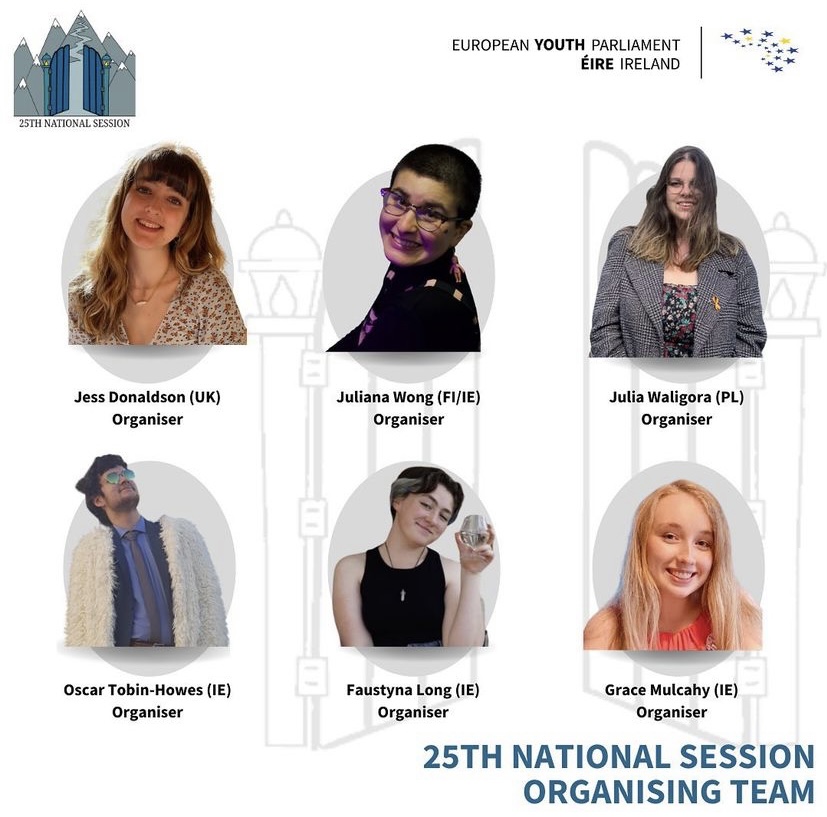 25TH NATIONAL SESSION
EUROPEAN YOUTH PARLIAMENT
ÉIRE IRELAND
Jess Donaldson (UK)
Organiser
Juliana Wong (FI/IE)
Organiser
Julia Waligora (PL)
Organiser
Oscar Tobin-Howes (IE)
Organiser
Faustyna Long (IE)
Organiser
Grace Mulcahy (IE)
Organiser
25TH NATIONAL SESSION
ORGANISING TEAM